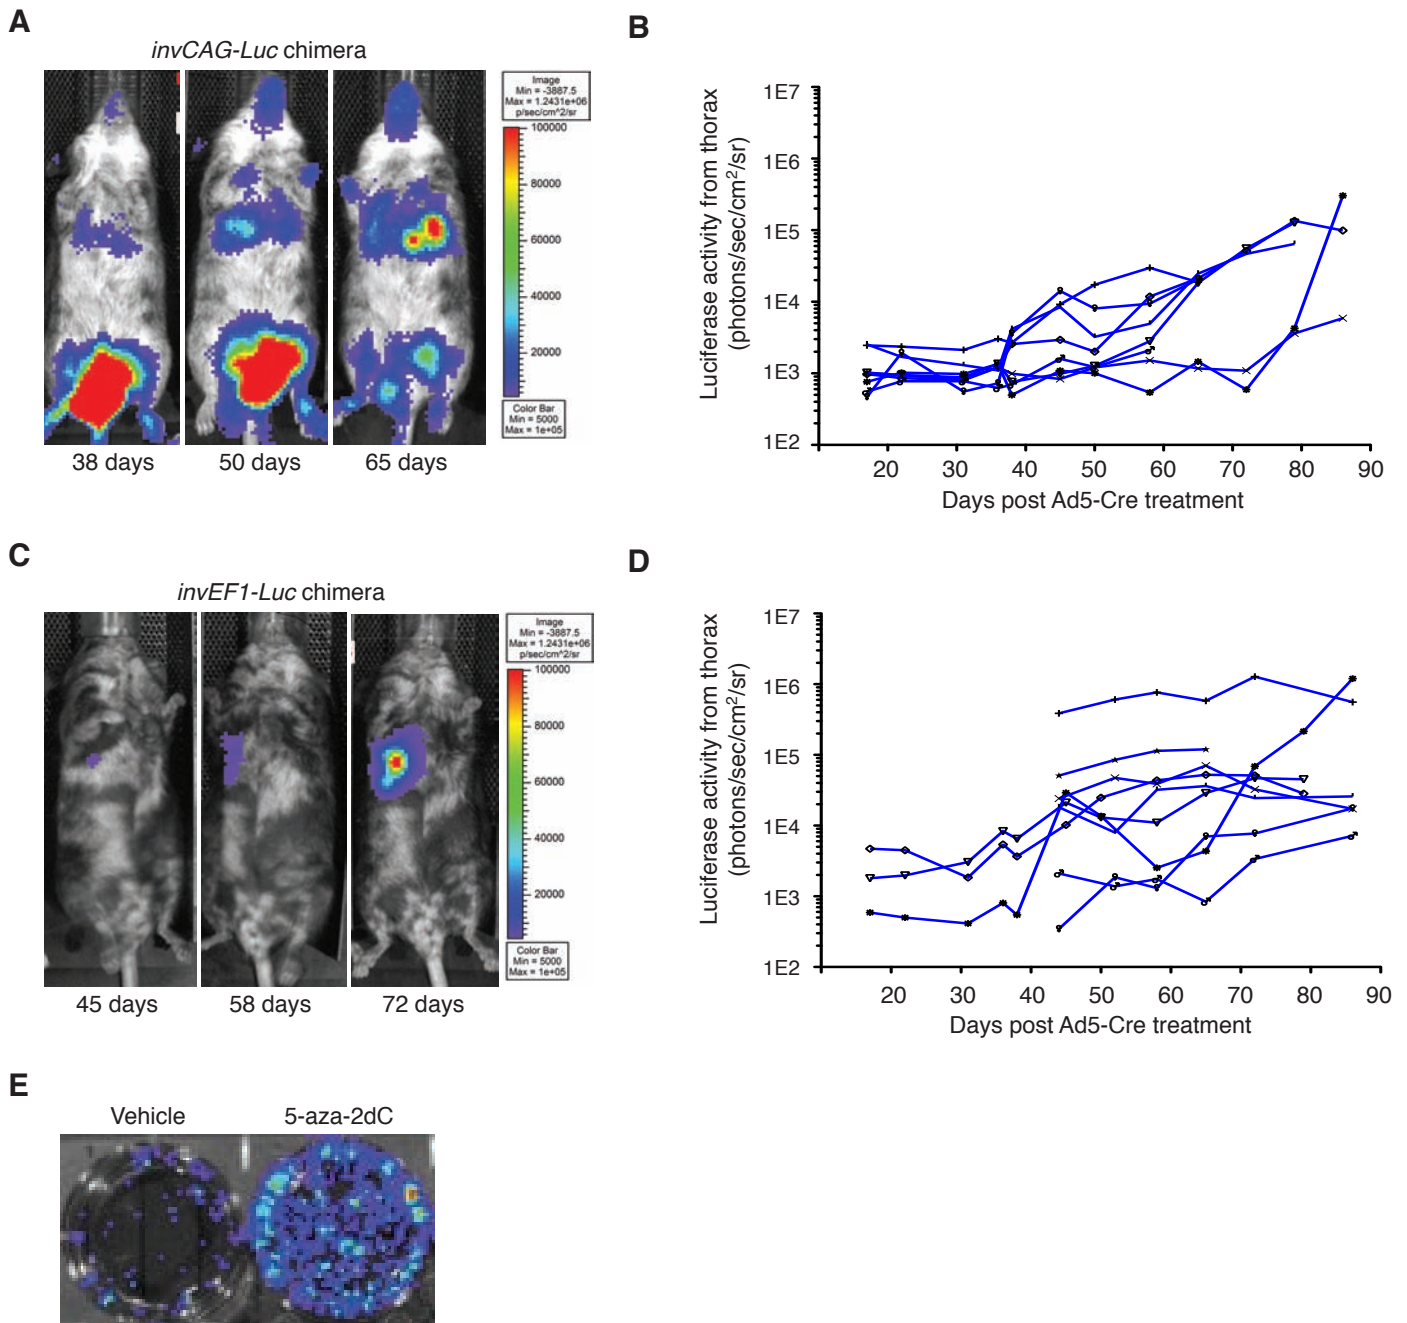 A
invCAG-Luc chimera
Image
Min = -3887.5
Max = 1.2431e+06
p/sec/cm^2/sr
100000
80000
60000
40000
20000
Color Bar
Min = 5000
Max = 1e+05
38 days
50 days
65 days
B
Luciferase activity from thorax
(photons/sec/cm²/sr)
1E7
1E6
1E5
1E4
1E3
1E2
20 30 40 50 60 70 80 90
Days post Ad5-Cre treatment
C
invEF1-Luc chimera
Image
Min = -3887.5
Max = 1.2431e+06
p/sec/cm^2/sr
100000
80000
60000
40000
20000
Color Bar
Min = 5000
Max = 1e+05
45 days
58 days
72 days
D
Luciferase activity from thorax
(photons/sec/cm²/sr)
1E7
1E6
1E5
1E4
1E3
1E2
20 30 40 50 60 70 80 90
Days post Ad5-Cre treatment
E
Vehicle
5-aza-2dC